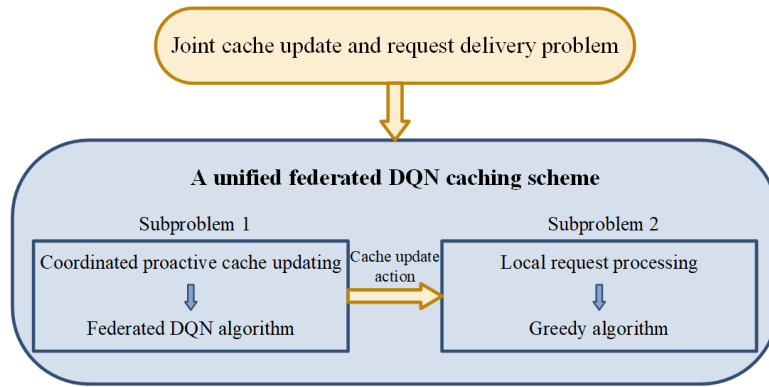 Joint cache update and request delivery problem
A unified federated DQN caching scheme
Subproblem 1
Coordinated proactive cache updating
Federated DQN algorithm
Cache update
action
Subproblem 2
Local request processing
Greedy algorithm